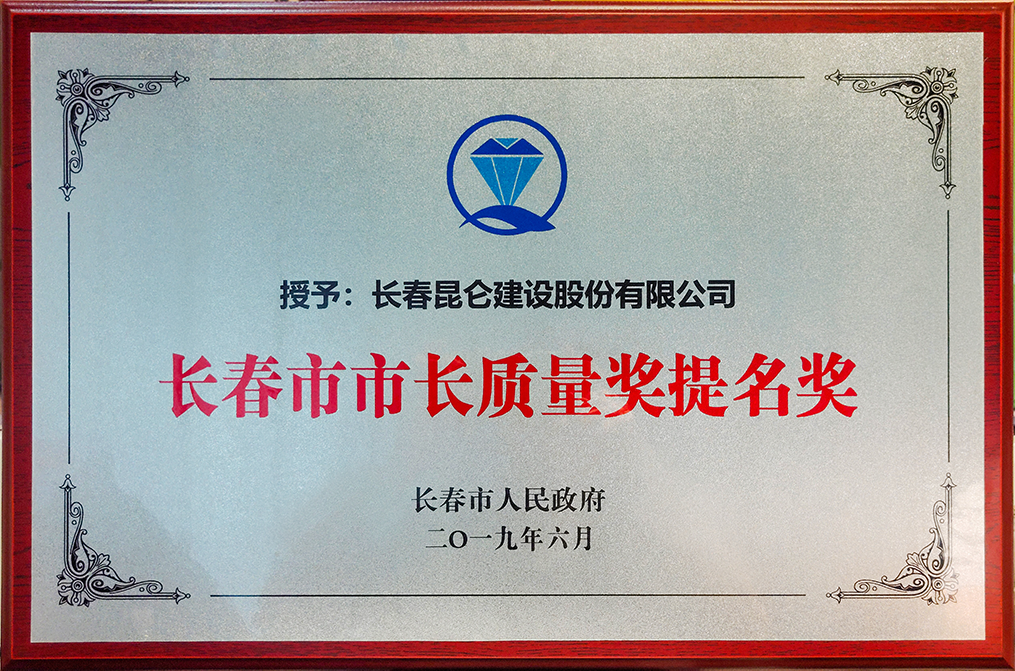 授予：长春昆仑建设股份有限公司
长春市市长质量奖提名奖
长春市人民政府
二〇一九年六月